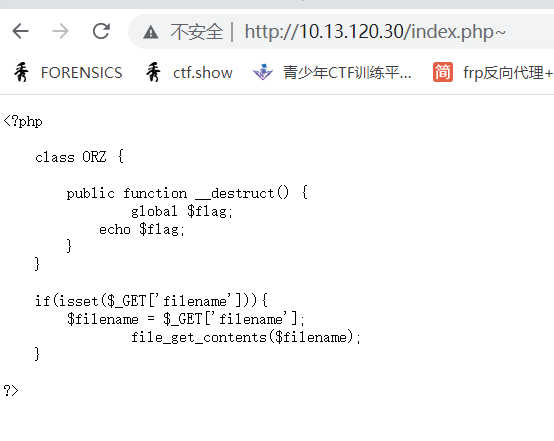 不安全 | http://10.13.120.30/index.php~
FORENSICS ctf.show 青少年CTF训练平... 简 frp反向代理+
<?php
class ORZ {
public function __destruct() {
global $flag;
echo $flag;
}
}
if(isset($_GET['filename'])){
$filename = $_GET['filename'];
file_get_contents($filename);
}
?>